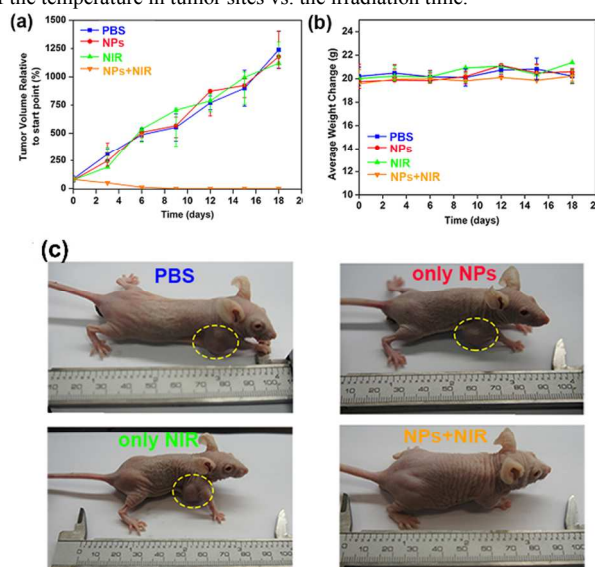 of the temperature in tumor sites vs. the irradiation time.
(a)
Tumor Volume Relative
to start point (%)
1500
1250
1000
750
500
250
0
0 2 4 6 8 10 12 14 16 18 20
Time (days)
PBS
NPs
NIR
NPs+NIR
(b)
Average Weight Change (g)
24
22
20
18
16
14
12
10
0 2 4 6 8 10 12 14 16 18 20
Time (days)
PBS
NPs
NIR
NPs+NIR
(c)
PBS
only NPs
only NIR
NPs+NIR